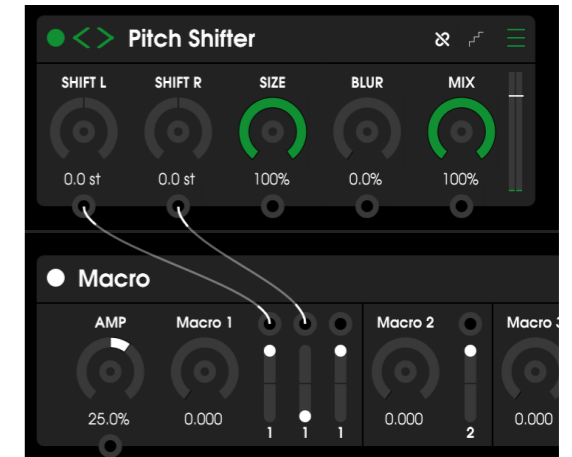 Pitch Shifter
SHIFT L SHIFT R SIZE BLUR MIX
0.0 st 0.0 st 100% 0.0% 100%
Macro
AMP Macro 1 Macro 2 Macro 3
25.0% 0.000 0.000 0.000
1 1 1 2